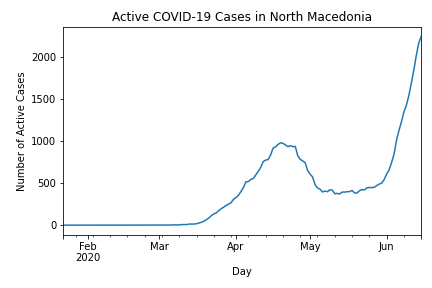 Active COVID-19 Cases in North Macedonia
Number of Active Cases
2000
1500
1000
500
0
Feb
2020
Mar
Apr
May
Jun
Day